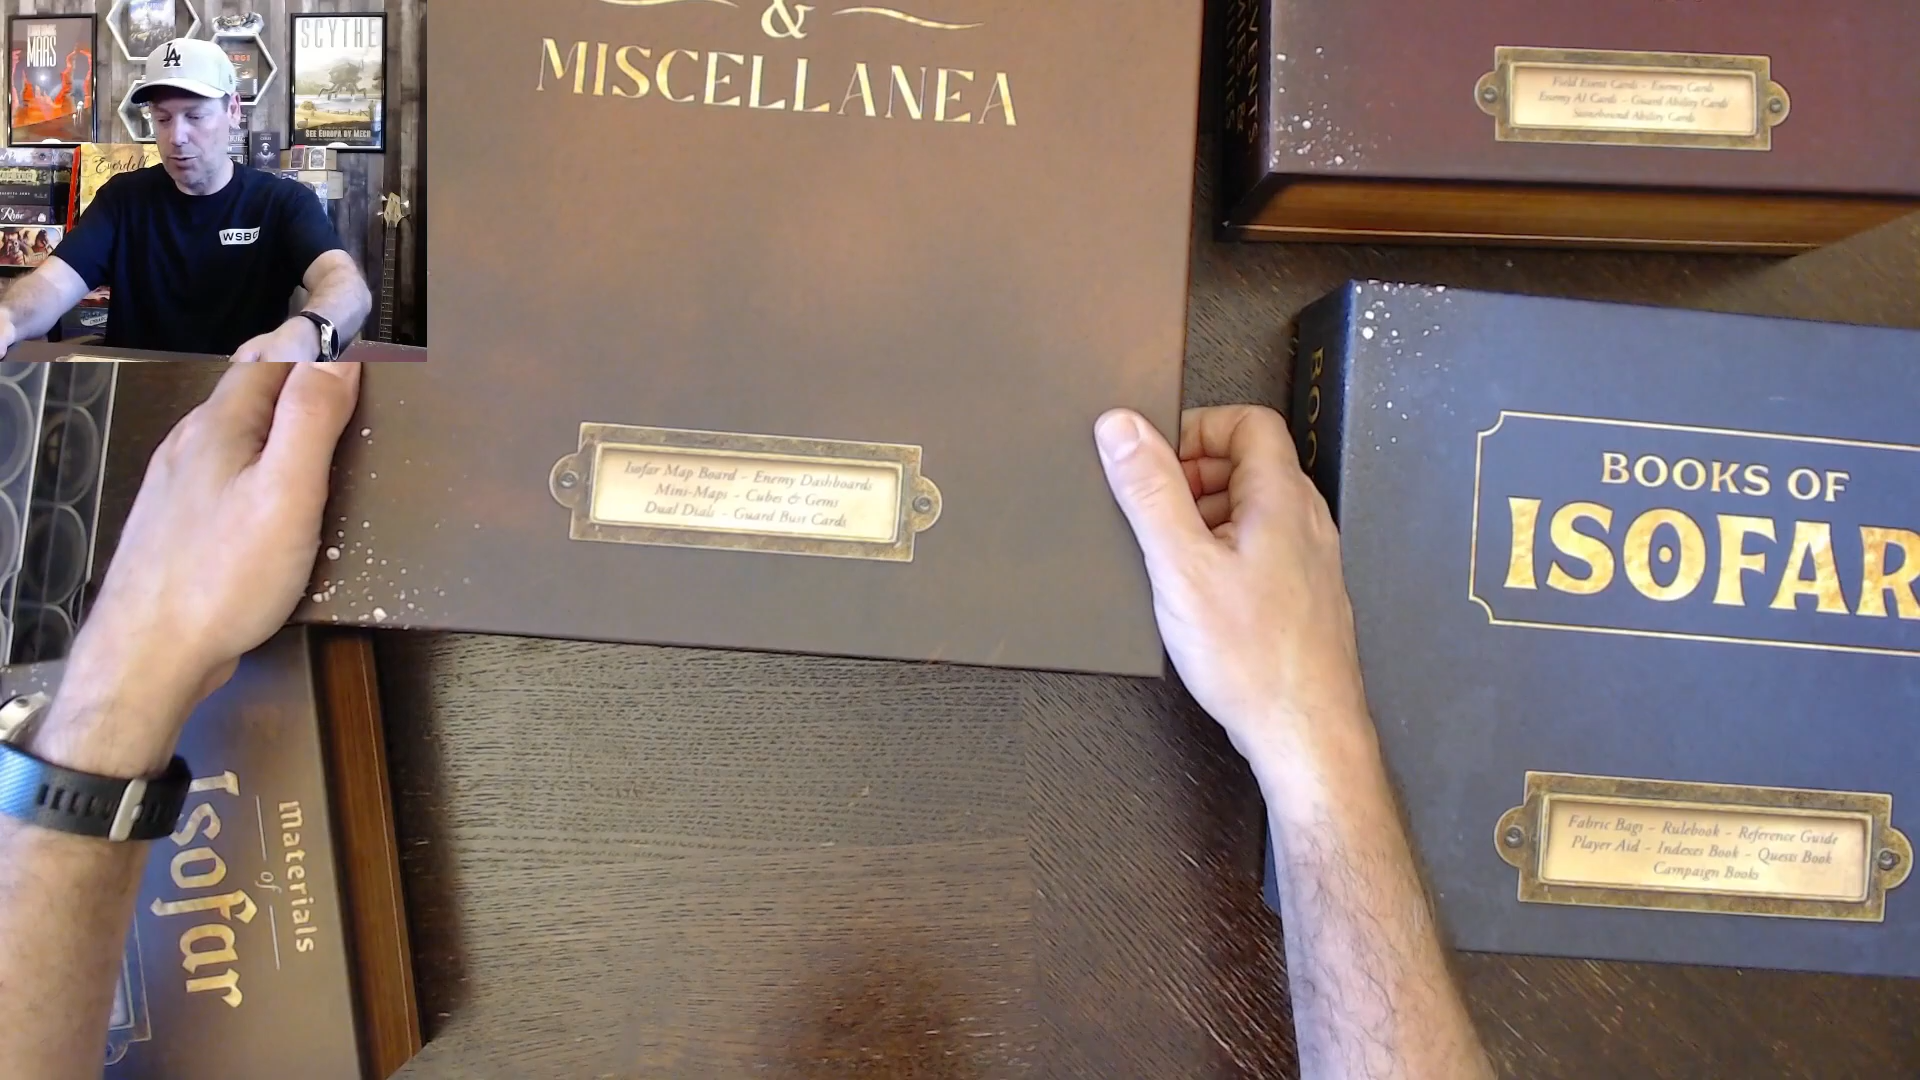 MARS
SCYTHE
SEE EUROPA BY MECH
LA
Everdell
WSBG
&
MISCELLANEA
Isofar Map Board - Enemy Dashboards
Mini-Maps - Cubes & Gems
Dual Dials - Guard Bust Cards
Field Event Cards - Enemy Cards
Enemy AI Cards - Guard Ability Cards
Stonebound Ability Cards
BOOKS OF
ISOFAR
Fabric Bags - Rulebook - Reference Guide
Player Aid - Indexes Book - Quests Book
Campaign Books
materials
of
Isofar